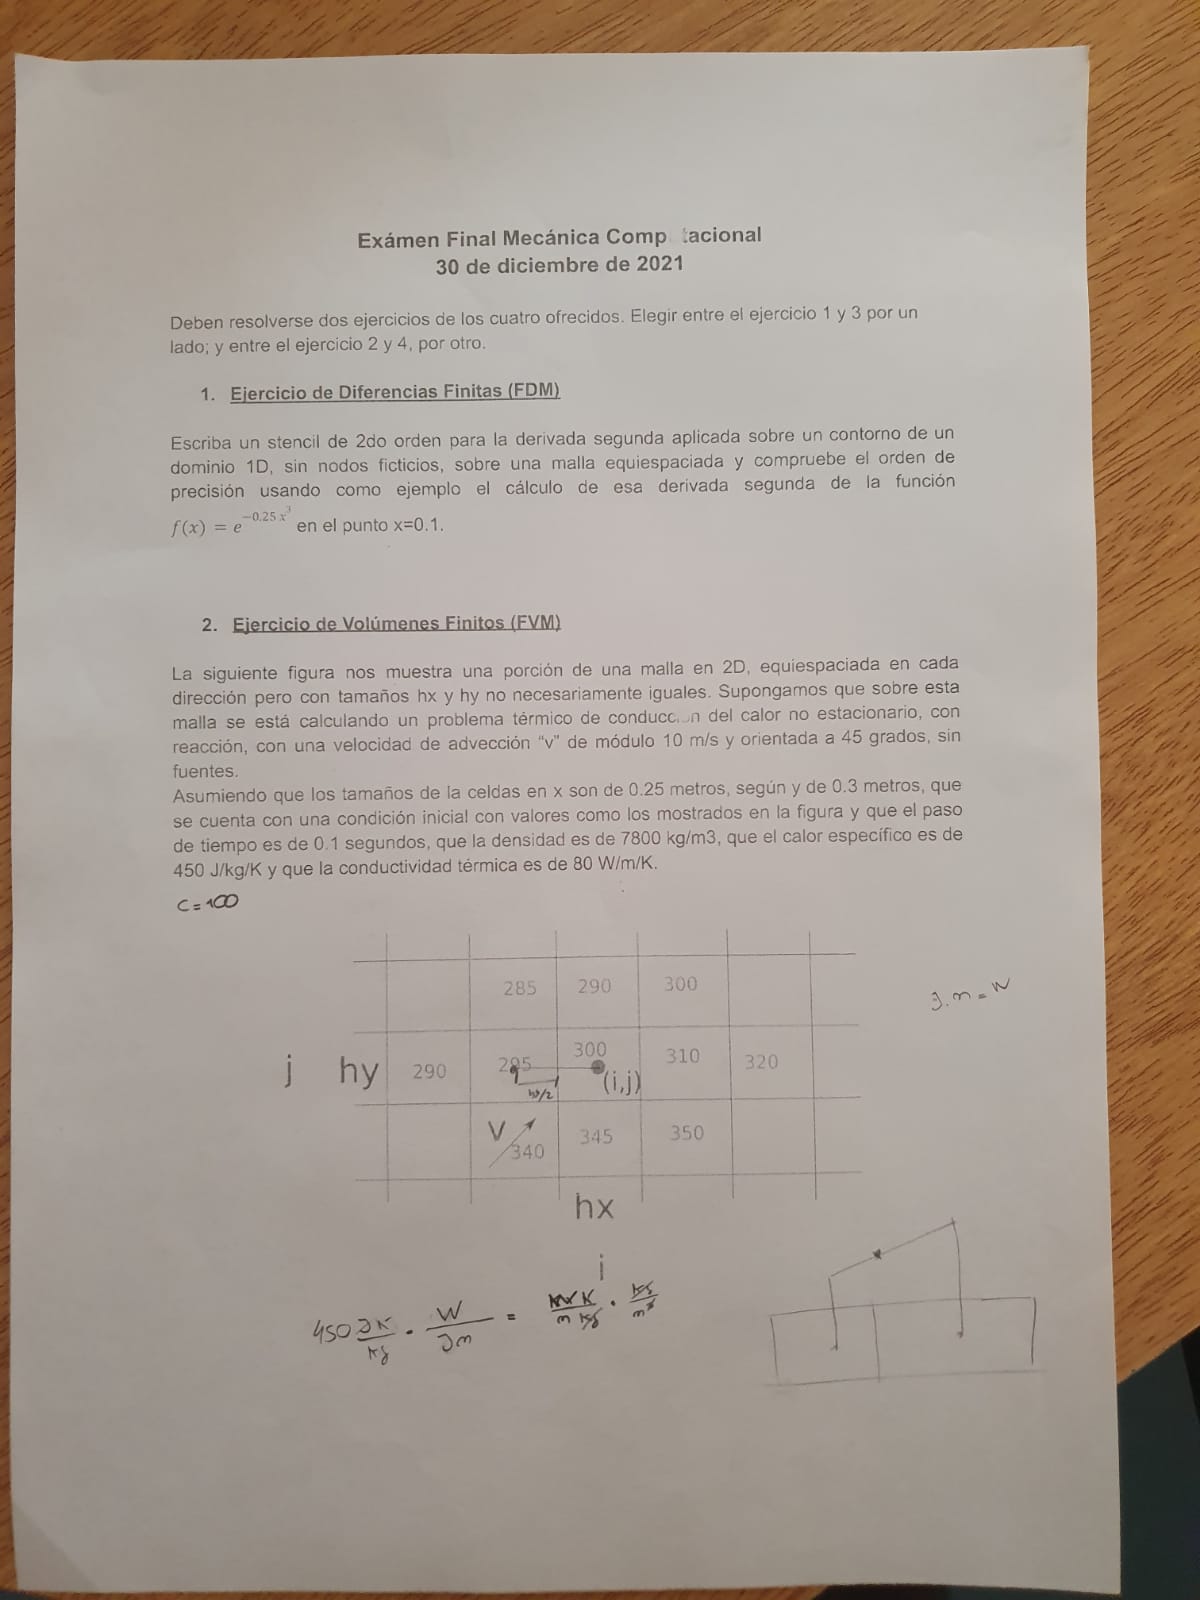 Exámen Final Mecánica Comp tacional
30 de diciembre de 2021
Deben resolverse dos ejercicios de los cuatro ofrecidos. Elegir entre el ejercicio 1 y 3 por un
lado; y entre el ejercicio 2 y 4, por otro.
1. Ejercicio de Diferencias Finitas (FDM)
Escriba un stencil de 2do orden para la derivada segunda aplicada sobre un contorno de un
dominio 1D, sin nodos ficticios, sobre una malla equiespaciada y compruebe el orden de
precisión usando como ejemplo el cálculo de esa derivada segunda de la función
f(x) = e^{-0.25 x^3} en el punto x=0.1.
2. Ejercicio de Volúmenes Finitos (FVM)
La siguiente figura nos muestra una porción de una malla en 2D, equiespaciada en cada
dirección pero con tamaños hx y hy no necesariamente iguales. Supongamos que sobre esta
malla se está calculando un problema térmico de conducc n del calor no estacionario, con
reacción, con una velocidad de advección "v" de módulo 10 m/s y orientada a 45 grados, sin
fuentes.
Asumiendo que los tamaños de la celdas en x son de 0.25 metros, según y de 0.3 metros, que
se cuenta con una condición inicial con valores como los mostrados en la figura y que el paso
de tiempo es de 0.1 segundos, que la densidad es de 7800 kg/m3, que el calor específico es de
450 J/kg/K y que la conductividad térmica es de 80 W/m/K.
C=100
285 290 300
J.m=W
j hy 290 295 300 310 320
(i,j)
hx/2
V 340 345 350
hx
i
450 JK/kg . W/Jm = WK/m kg . kg/m³